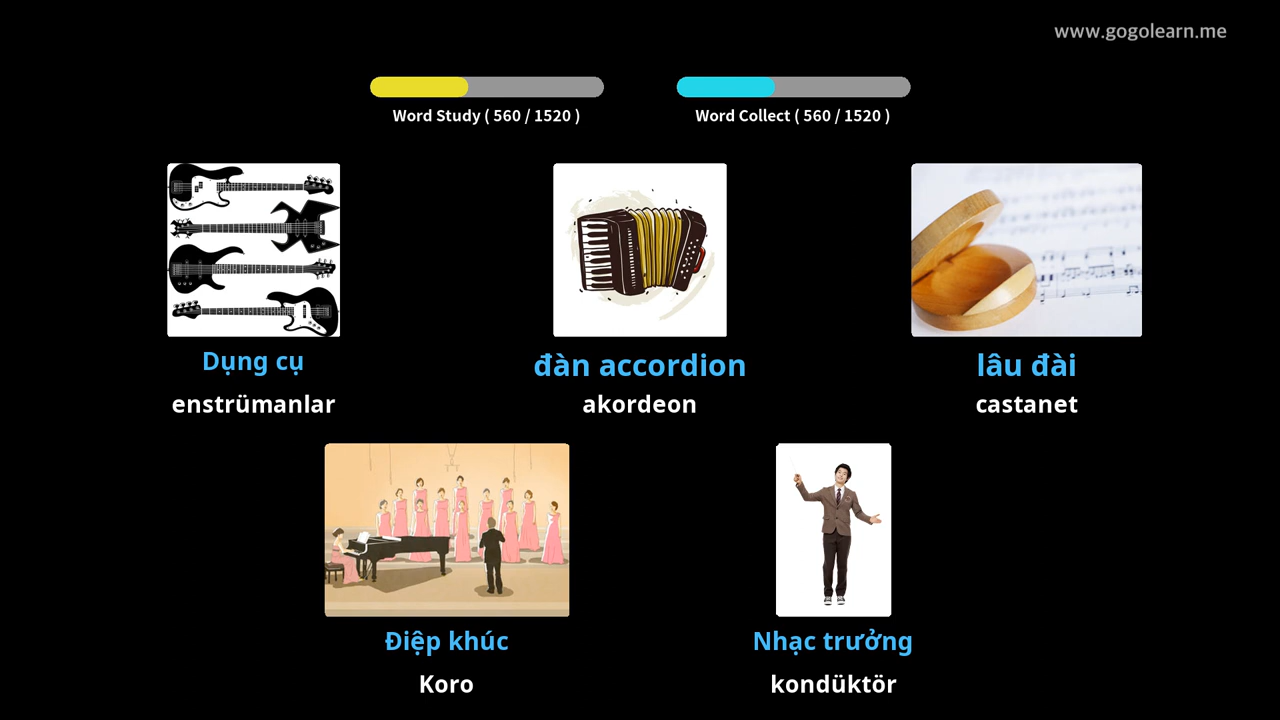 www.gogolearn.me
Word Study ( 560 / 1520 )
Word Collect ( 560 / 1520 )
Dụng cụ
enstrümanlar
đàn accordion
akordeon
lâu đài
castanet
Điệp khúc
Koro
Nhạc trưởng
kondüktör